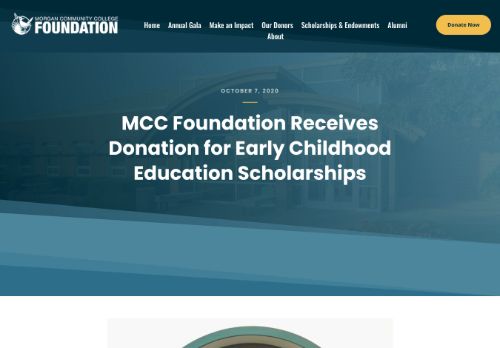 MORGAN COMMUNITY COLLEGE
FOUNDATION
Home Annual Gala Make an Impact Our Donors Scholarships & Endowments Alumni
About
Donate Now
OCTOBER 7, 2020
MCC Foundation Receives
Donation for Early Childhood
Education Scholarships